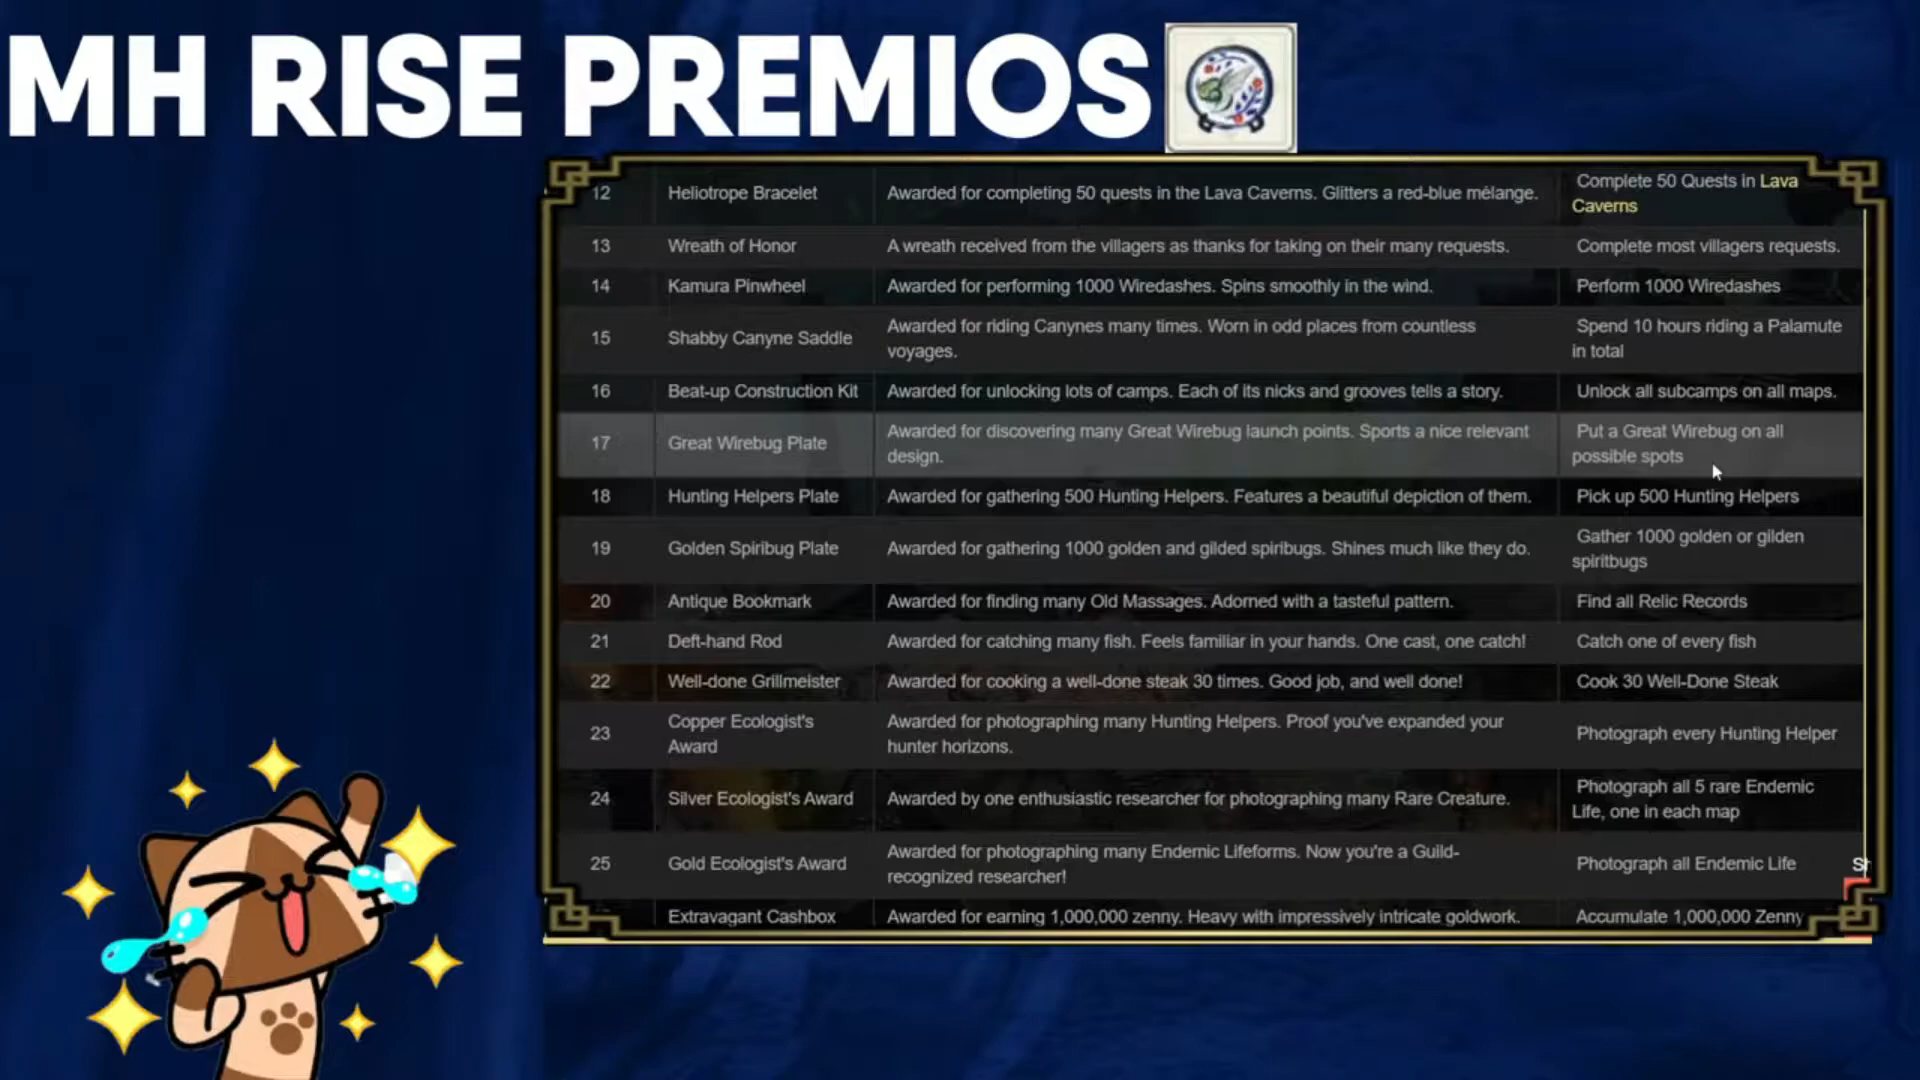 MH RISE PREMIOS
12 Heliotrope Bracelet Awarded for completing 50 quests in the Lava Caverns. Glitters a red-blue mélange. Complete 50 Quests in Lava
Caverns
13 Wreath of Honor A wreath received from the villagers as thanks for taking on their many requests. Complete most villagers requests.
14 Kamura Pinwheel Awarded for performing 1000 Wiredashes. Spins smoothly in the wind. Perform 1000 Wiredashes
15 Shabby Canyne Saddle Awarded for riding Canynes many times. Worn in odd places from countless
voyages. Spend 10 hours riding a Palamute
in total
16 Beat-up Construction Kit Awarded for unlocking lots of camps. Each of its nicks and grooves tells a story. Unlock all subcamps on all maps.
17 Great Wirebug Plate Awarded for discovering many Great Wirebug launch points. Sports a nice relevant
design. Put a Great Wirebug on all
possible spots
18 Hunting Helpers Plate Awarded for gathering 500 Hunting Helpers. Features a beautiful depiction of them. Pick up 500 Hunting Helpers
19 Golden Spiribug Plate Awarded for gathering 1000 golden and gilded spiribugs. Shines much like they do. Gather 1000 golden or gilden
spiritbugs
20 Antique Bookmark Awarded for finding many Old Massages. Adorned with a tasteful pattern. Find all Relic Records
21 Deft-hand Rod Awarded for catching many fish. Feels familiar in your hands. One cast, one catch! Catch one of every fish
22 Well-done Grillmeister Awarded for cooking a well-done steak 30 times. Good job, and well done! Cook 30 Well-Done Steak
23 Copper Ecologist's
Award Awarded for photographing many Hunting Helpers. Proof you've expanded your
hunter horizons. Photograph every Hunting Helper
24 Silver Ecologist's Award Awarded by one enthusiastic researcher for photographing many Rare Creature. Photograph all 5 rare Endemic
Life, one in each map
25 Gold Ecologist's Award Awarded for photographing many Endemic Lifeforms. Now you're a Guild-
recognized researcher! Photograph all Endemic Life
Extravagant Cashbox Awarded for earning 1,000,000 zenny. Heavy with impressively intricate goldwork. Accumulate 1,000,000 Zenny